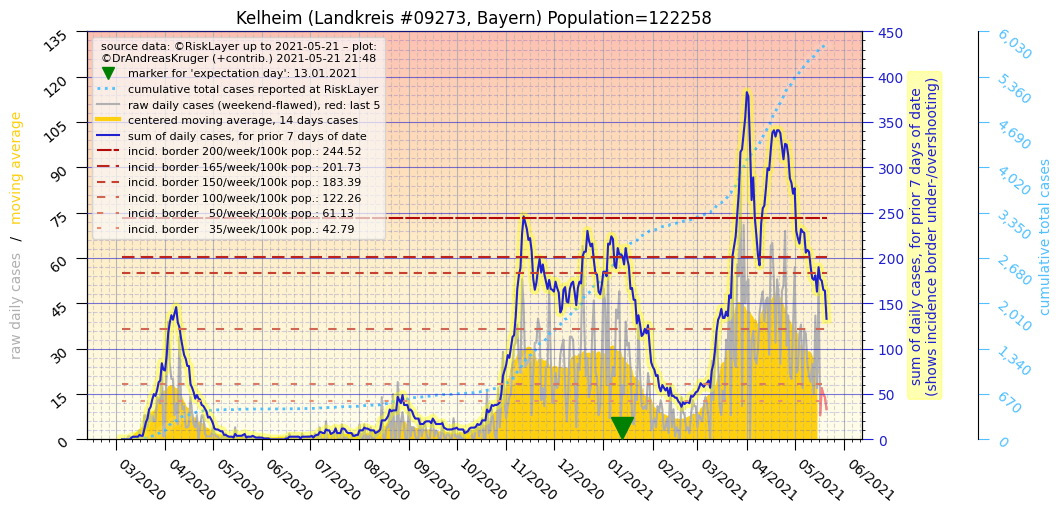 Kelheim (Landkreis #09273, Bayern) Population=122258
source data: ©RiskLayer up to 2021-05-21 – plot:
©DrAndreasKruger (+contrib.) 2021-05-21 21:48
marker for 'expectation day': 13.01.2021
cumulative total cases reported at RiskLayer
raw daily cases (weekend-flawed), red: last 5
centered moving average, 14 days cases
sum of daily cases, for prior 7 days of date
incid. border 200/week/100k pop.: 244.52
incid. border 165/week/100k pop.: 201.73
incid. border 150/week/100k pop.: 183.39
incid. border 100/week/100k pop.: 122.26
incid. border   50/week/100k pop.: 61.13
incid. border   35/week/100k pop.: 42.79
raw daily cases / moving average
135
120
105
90
75
60
45
30
15
0
03/2020
04/2020
05/2020
06/2020
07/2020
08/2020
09/2020
10/2020
11/2020
12/2020
01/2021
02/2021
03/2021
04/2021
05/2021
06/2021
450
400
350
300
250
200
150
100
50
0
sum of daily cases, for prior 7 days of date
(shows incidence border under-/overshooting)
6,030
5,360
4,690
4,020
3,350
2,680
2,010
1,340
670
0
cumulative total cases